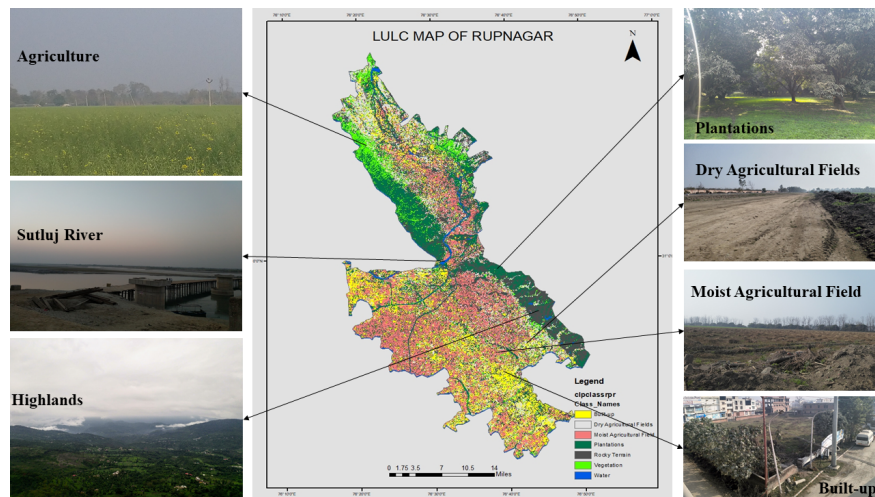 Agriculture
Sutluj River
Highlands
LULC MAP OF RUPNAGAR
N
Legend
clpclassrpr
Class_Names
Built-up
Dry Agricultural Fields
Moist Agricultural Field
Plantations
Rocky Terrain
Vegetation
Water
0 1.75 3.5 7 10.5 14
Miles
Plantations
Dry Agricultural Fields
Moist Agricultural Field
Built-up